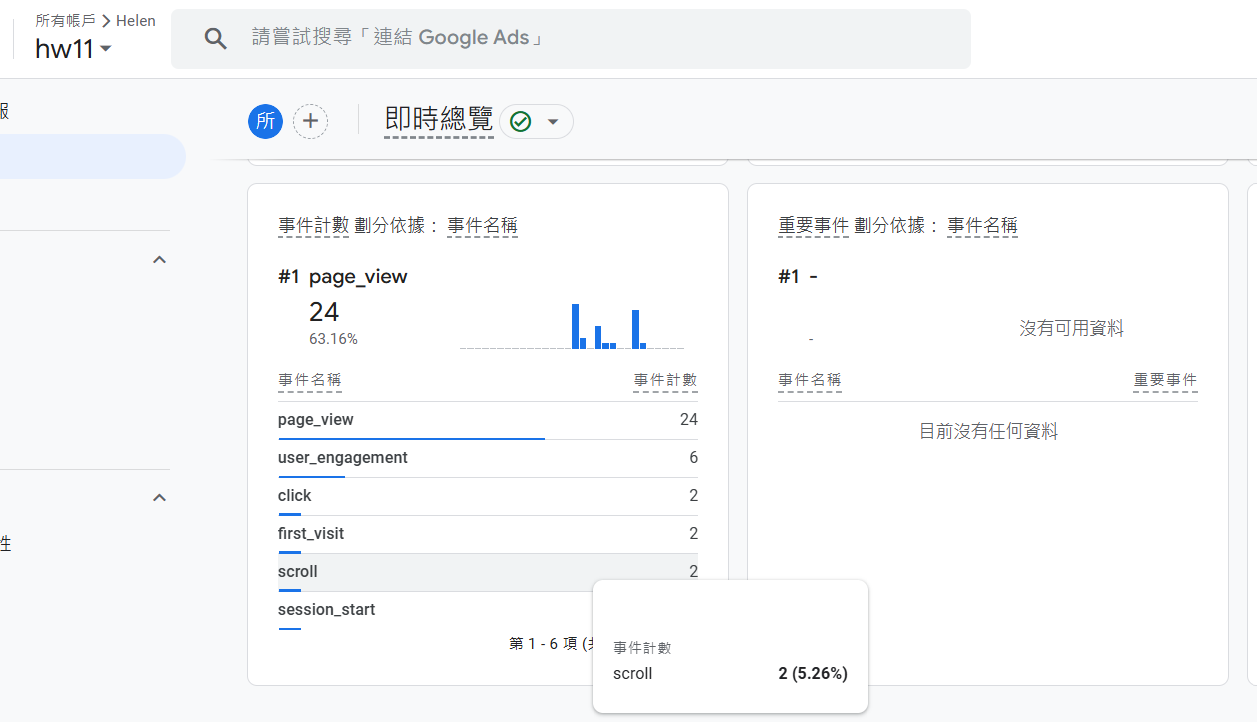 所有帳戶 > Helen
hw11
請嘗試搜尋「連結 Google Ads」
報
所
+
即時總覽
事件計數 劃分依據： 事件名稱
#1 page_view
24
63.16%
事件名稱 事件計數
page_view 24
user_engagement 6
click 2
first_visit 2
scroll 2
session_start
第 1 - 6 項 (共
事件計數
scroll 2 (5.26%)
重要事件 劃分依據： 事件名稱
#1 -
-
沒有可用資料
事件名稱 重要事件
目前沒有任何資料
性